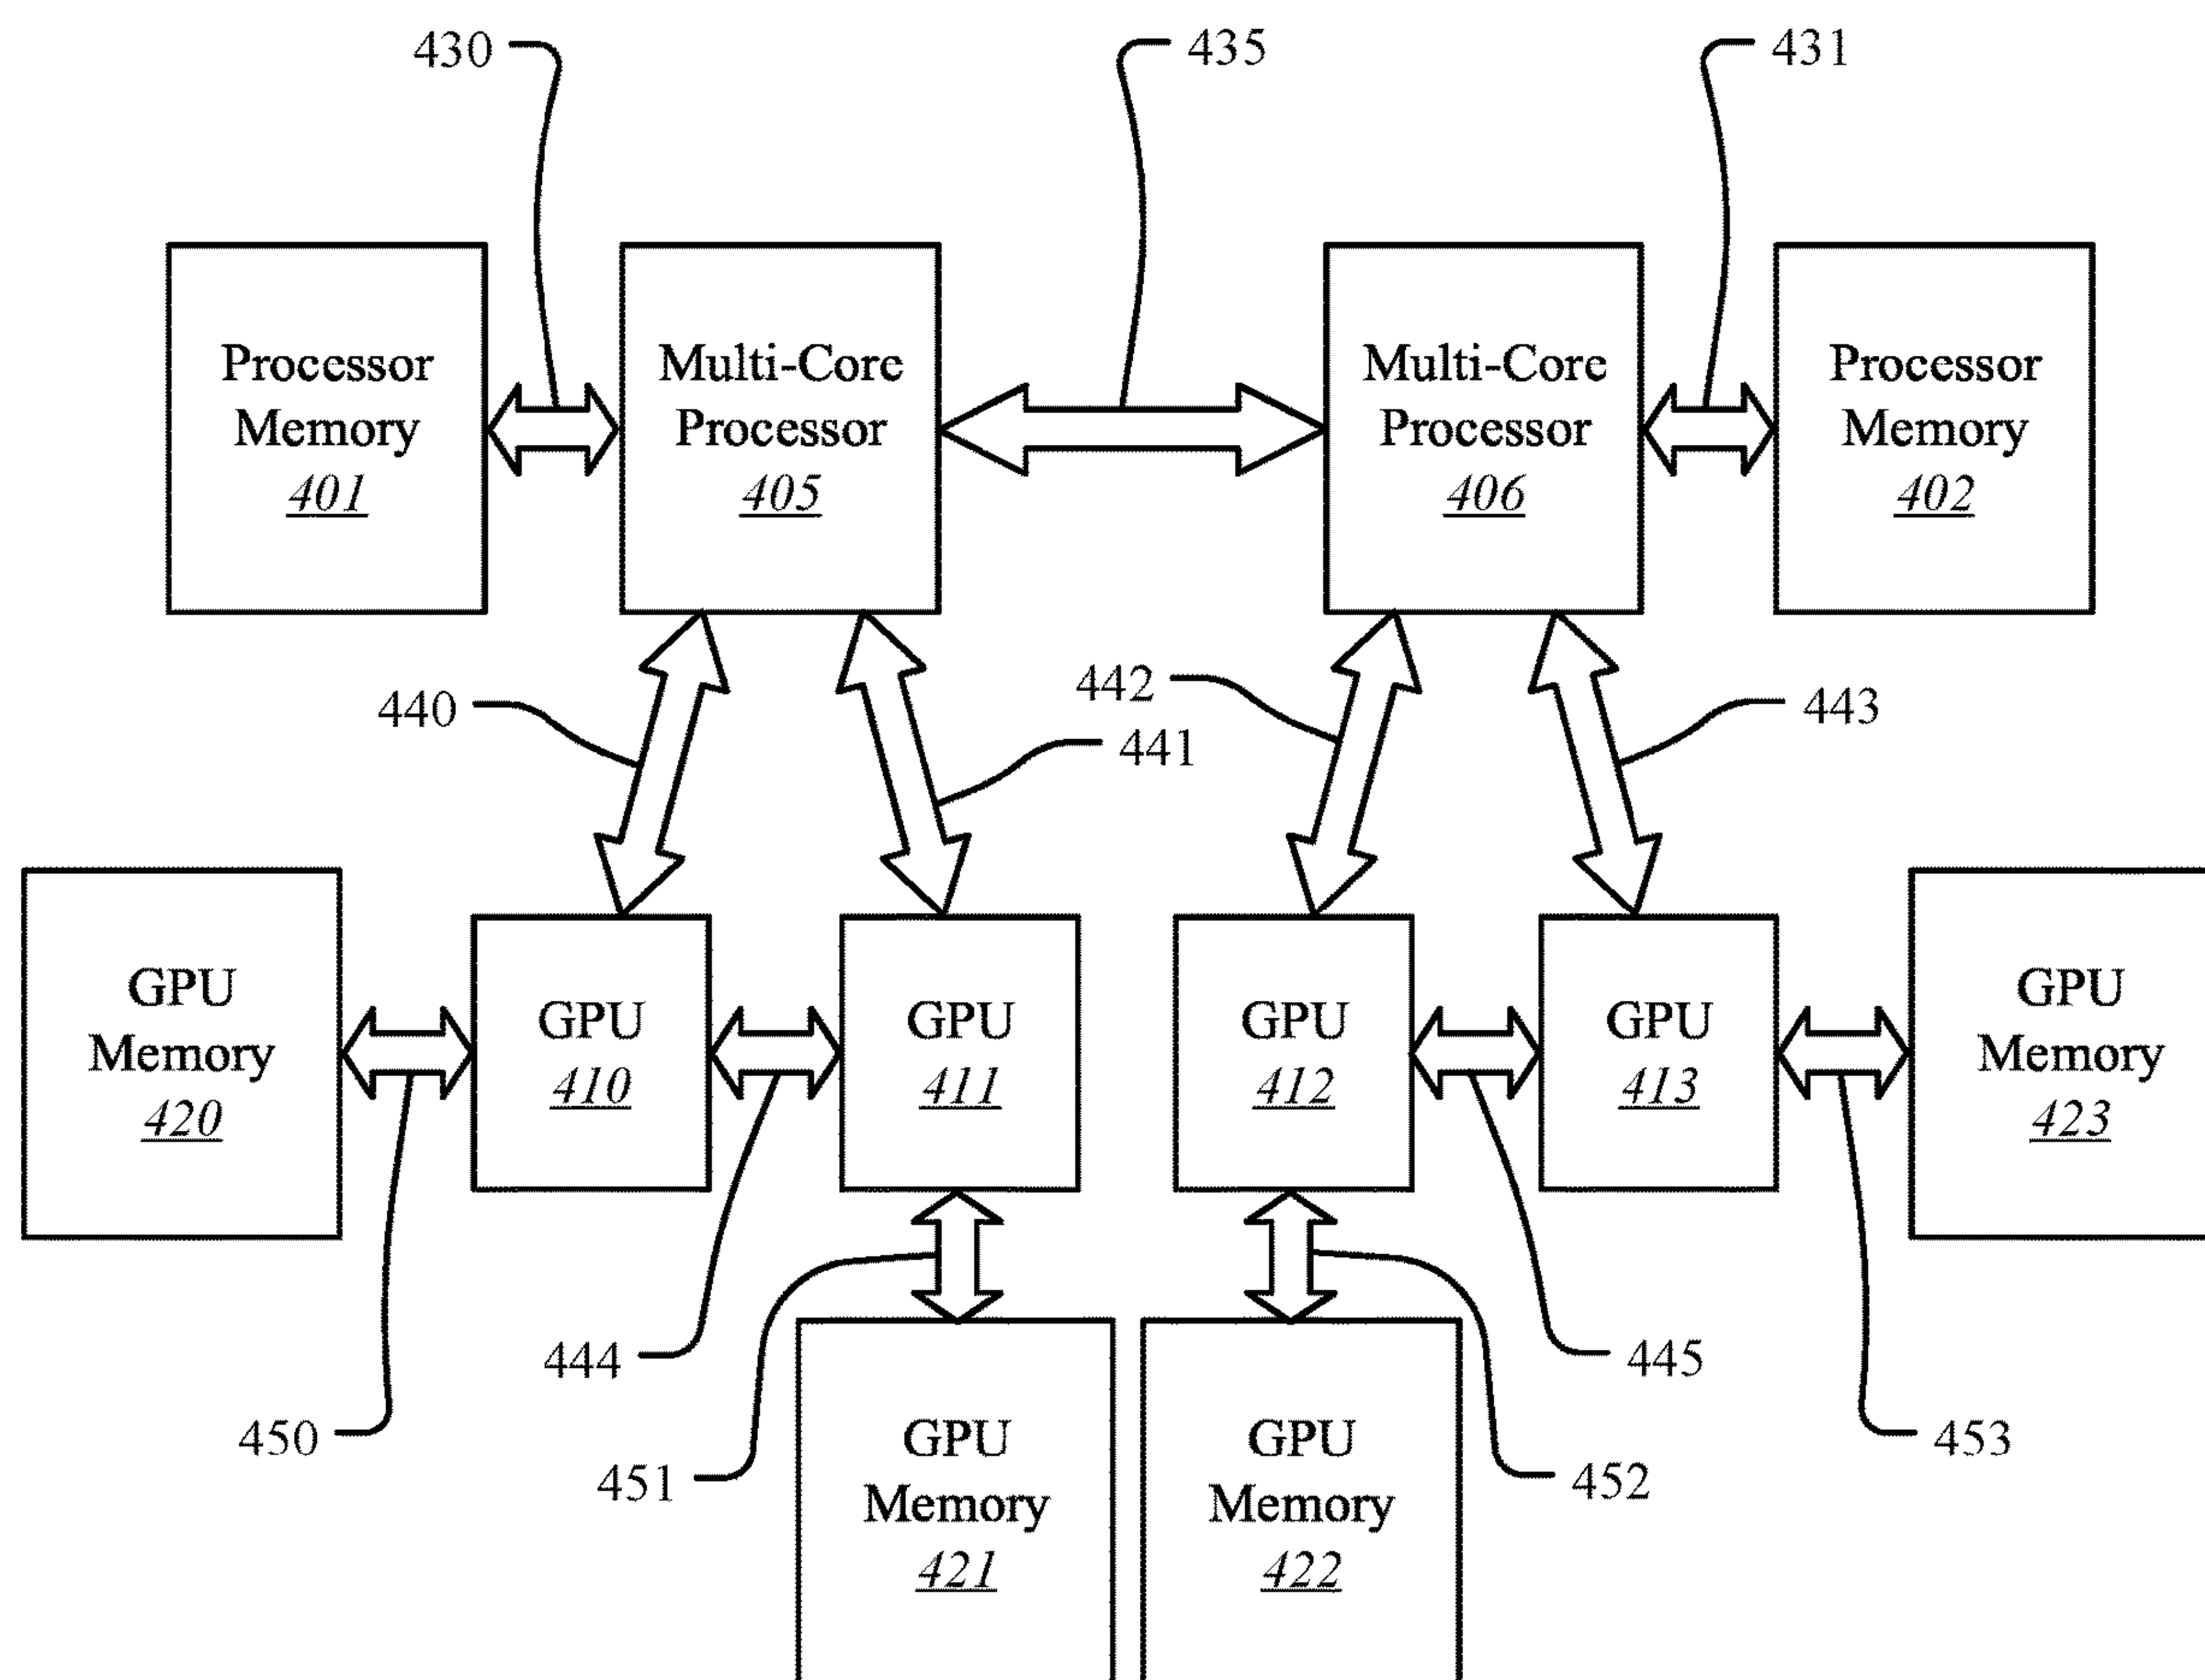 430
435
431
Processor
Memory
401
Multi-Core
Processor
405
Multi-Core
Processor
406
Processor
Memory
402
440
441
442
443
GPU
Memory
420
GPU
410
GPU
411
GPU
412
GPU
413
GPU
Memory
423
450
444
451
GPU
Memory
421
GPU
Memory
422
452
445
453